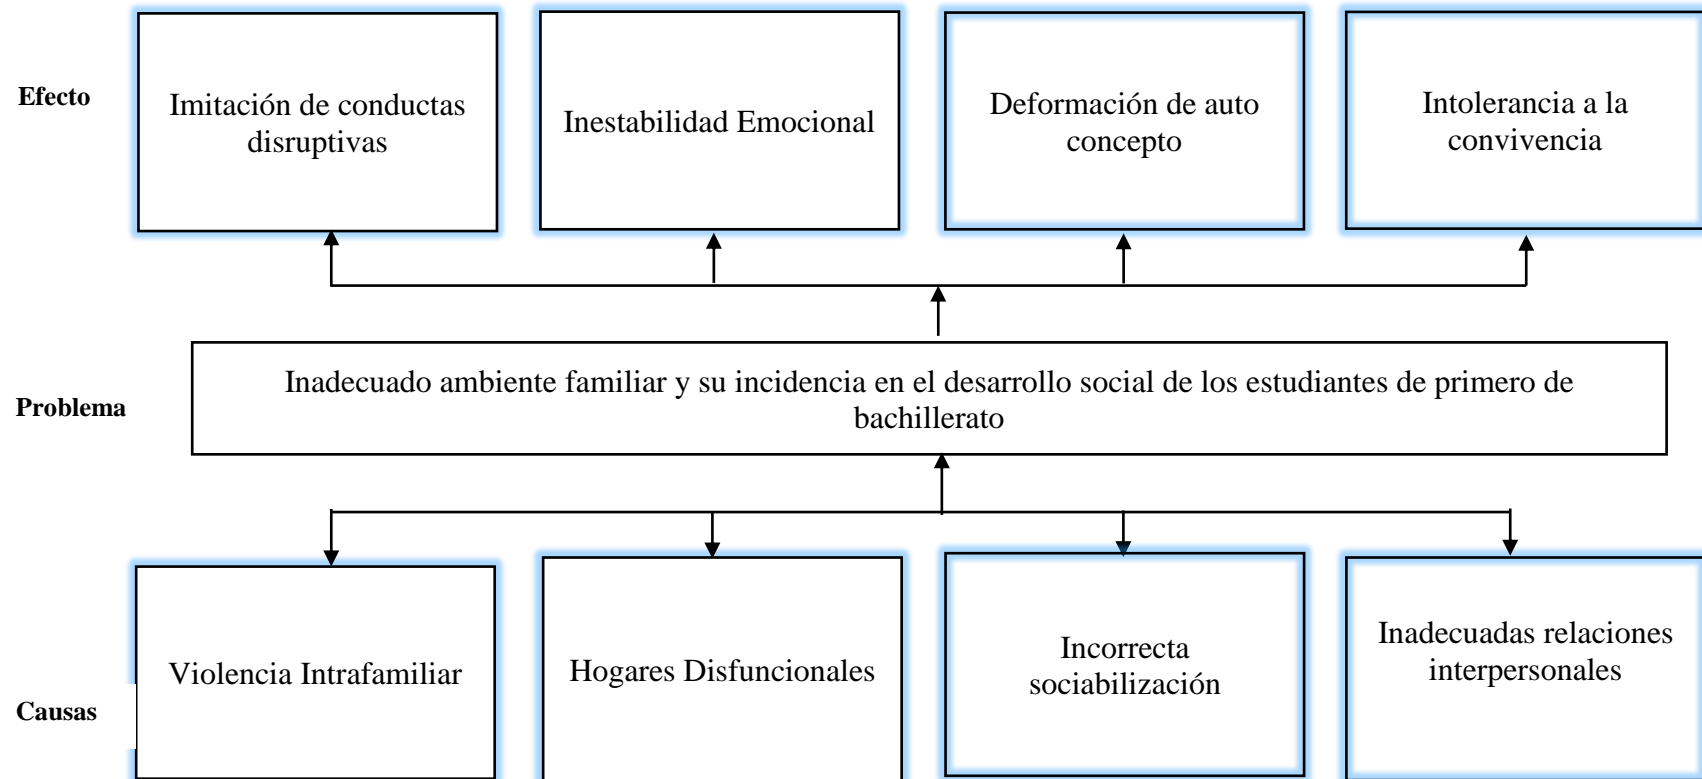 Efecto
Imitación de conductas
disruptivas
Inestabilidad Emocional
Deformación de auto
concepto
Intolerancia a la
convivencia
Problema
Inadecuado ambiente familiar y su incidencia en el desarrollo social de los estudiantes de primero de
bachillerato
Causas
Violencia Intrafamiliar
Hogares Disfuncionales
Incorrecta
sociabilización
Inadecuadas relaciones
interpersonales